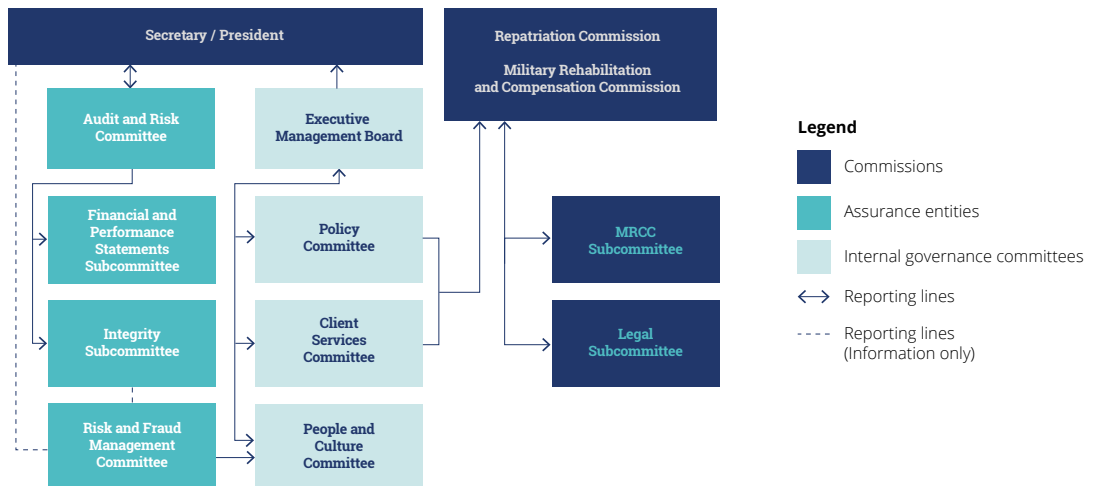 Secretary / President
Repatriation Commission
Military Rehabilitation
and Compensation Commission
Audit and Risk
Committee
Executive
Management Board
Financial and
Performance
Statements
Subcommittee
Policy
Committee
MRCC
Subcommittee
Integrity
Subcommittee
Client
Services
Committee
Legal
Subcommittee
Risk and Fraud
Management
Committee
People and
Culture
Committee
Legend
Commissions
Assurance entities
Internal governance committees
Reporting lines
Reporting lines
(Information only)